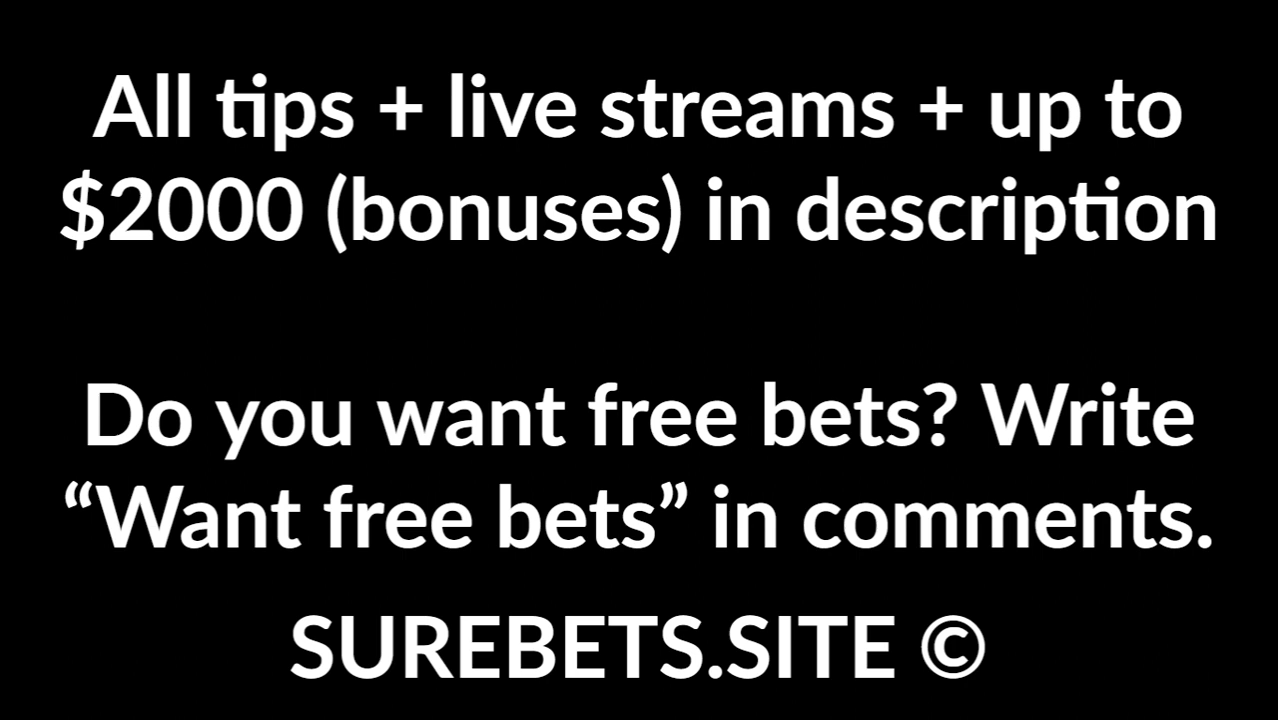 All tips + live streams + up to
$2000 (bonuses) in description
Do you want free bets? Write
“Want free bets” in comments.
SUREBETS.SITE ©